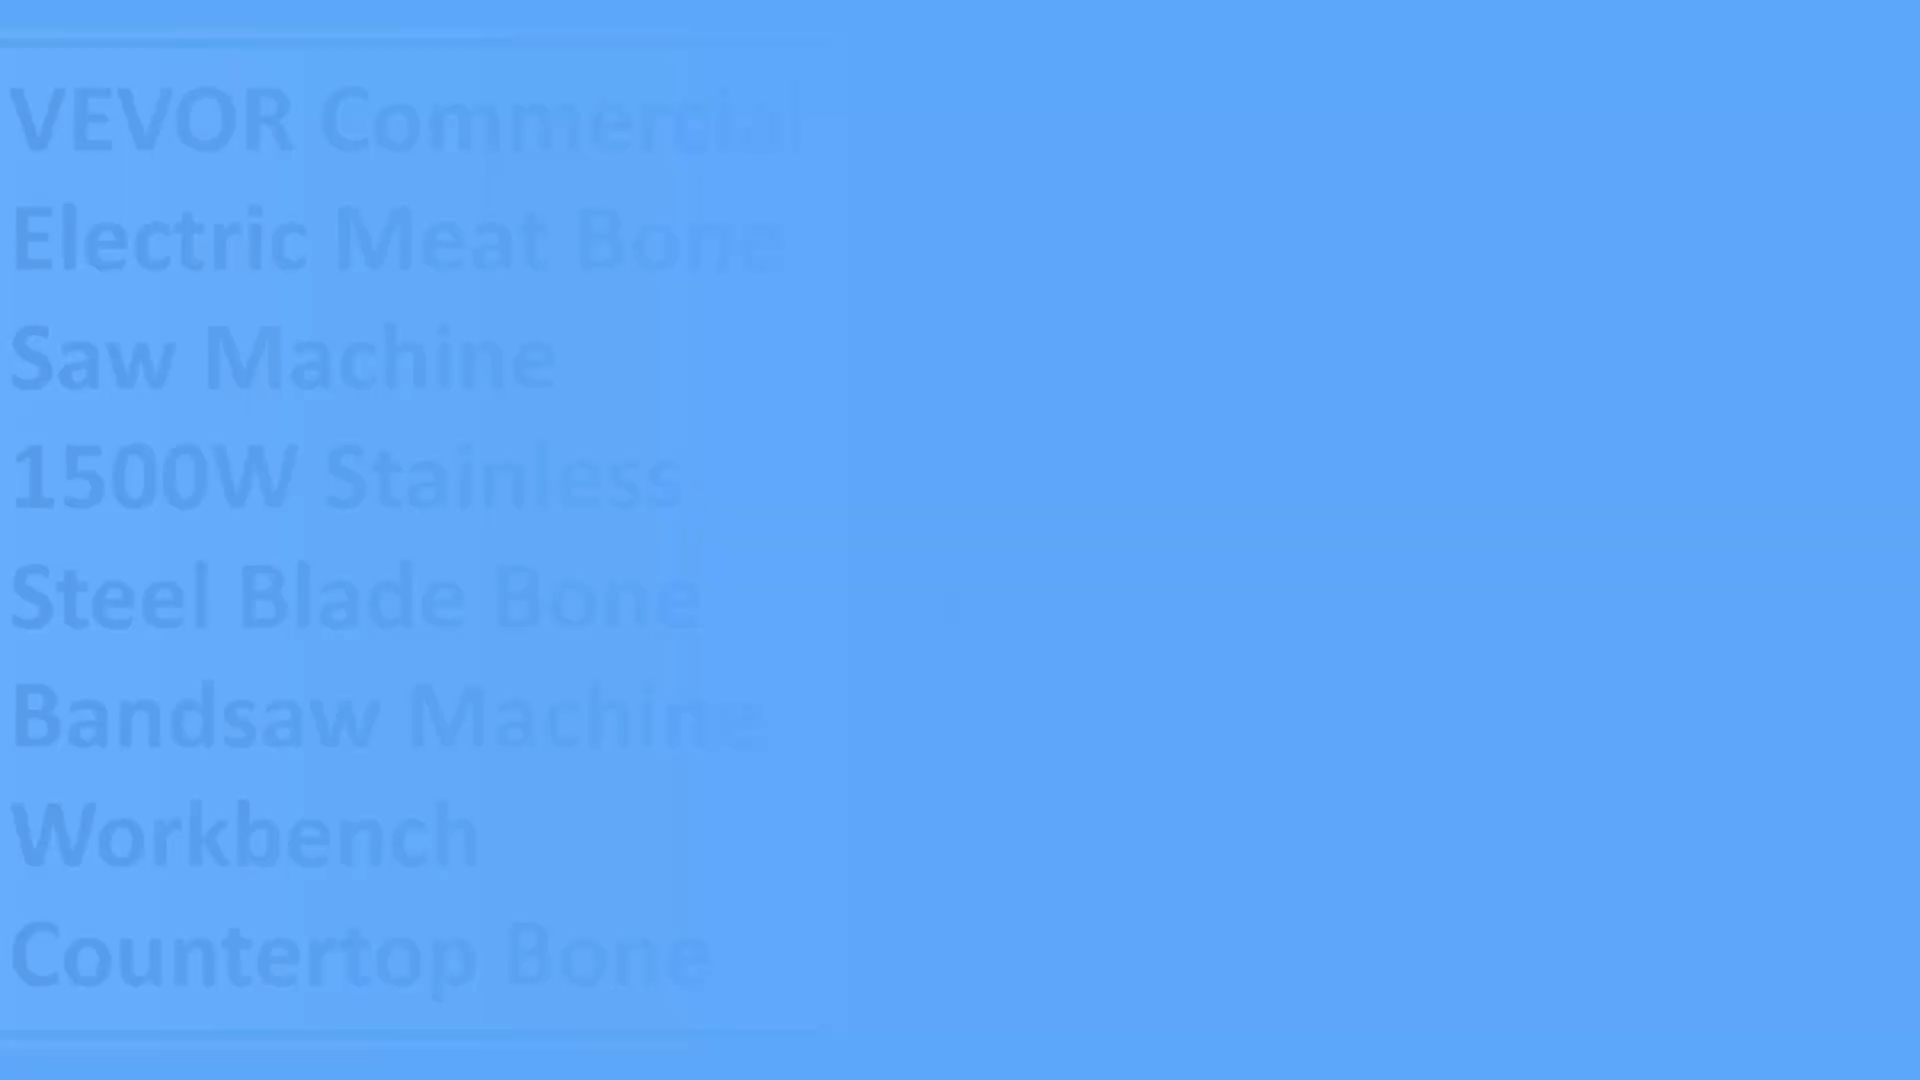 VEVOR Commercial
Electric Meat Bone
Saw Machine
1500W Stainless
Steel Blade Bone
Bandsaw Machine
Workbench
Countertop Bone